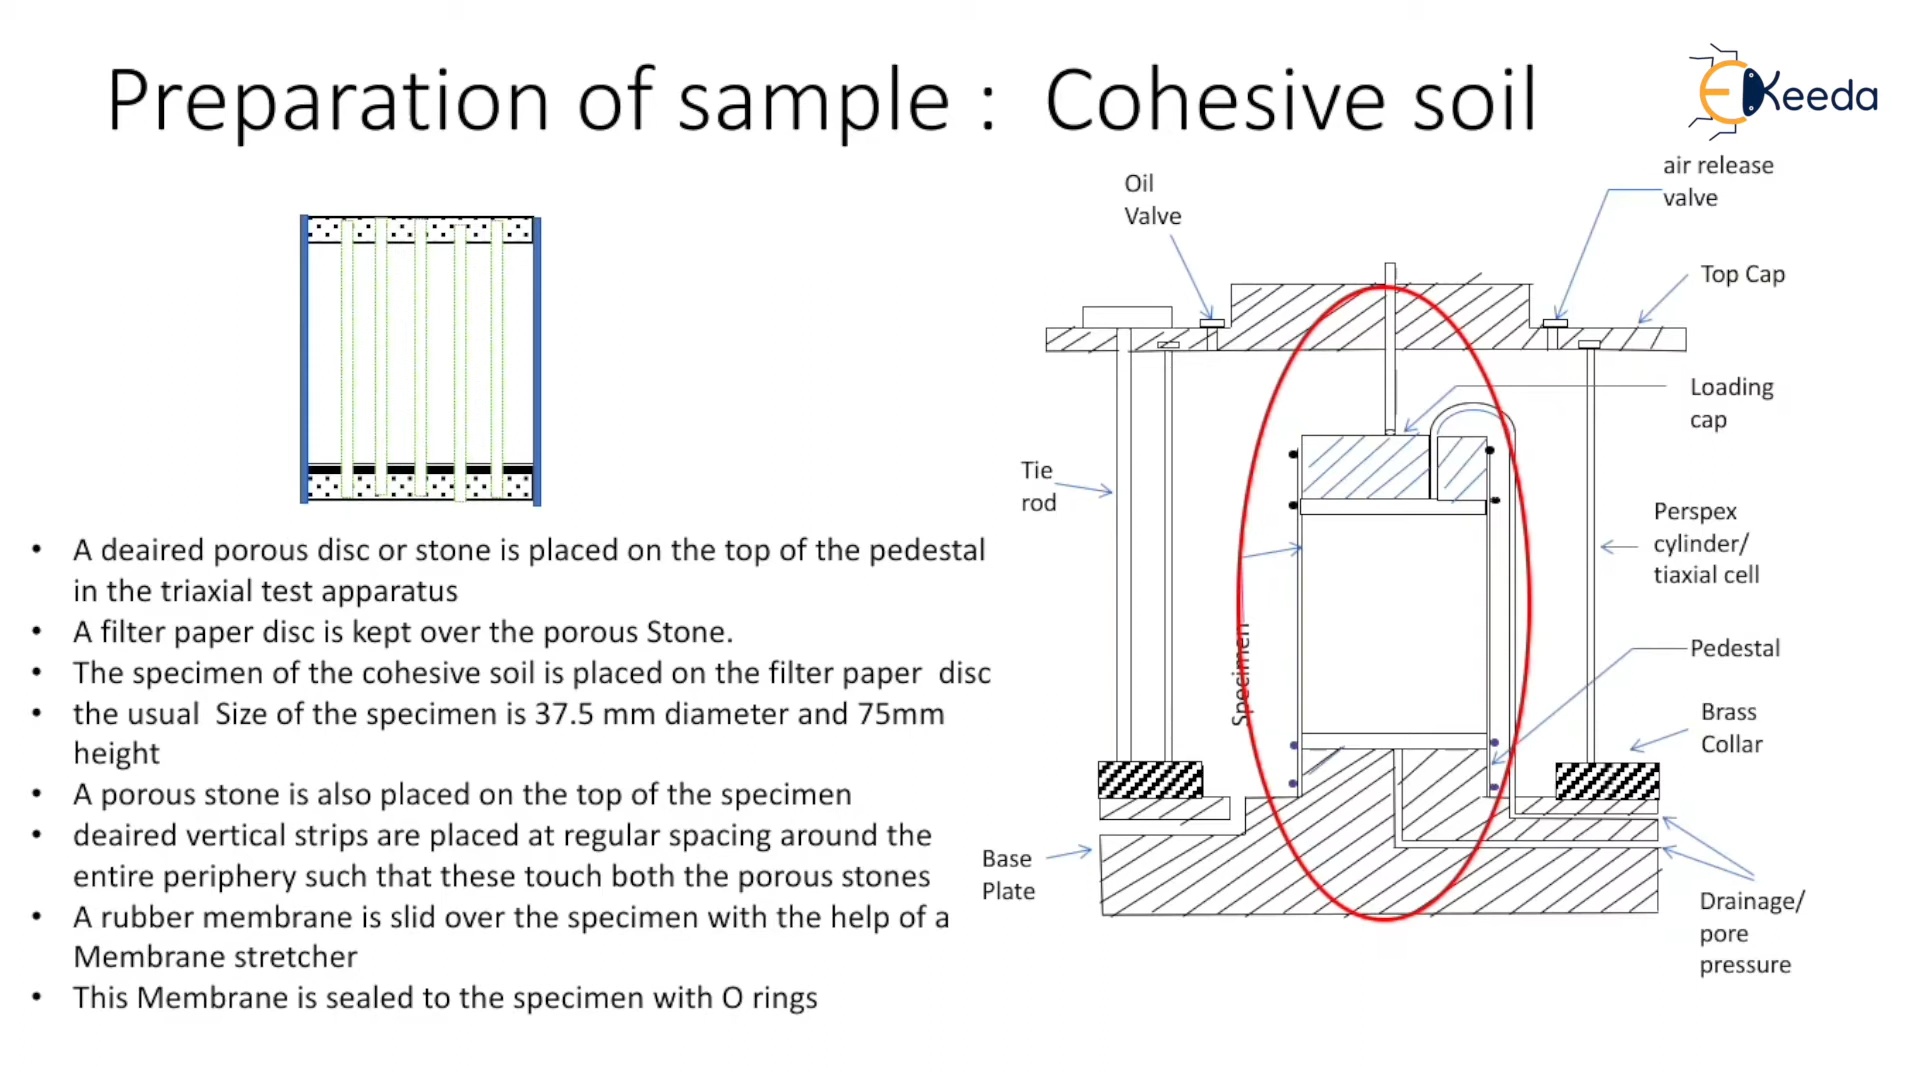 Preparation of sample : Cohesive soil
EKeeda
Oil
Valve
air release
valve
Top Cap
Loading
cap
Tie
rod
Perspex
cylinder/
tiaxial cell
Specimen
Pedestal
Brass
Collar
Base
Plate
Drainage/
pore
pressure
• A deaired porous disc or stone is placed on the top of the pedestal
in the triaxial test apparatus
• A filter paper disc is kept over the porous Stone.
• The specimen of the cohesive soil is placed on the filter paper disc
• the usual Size of the specimen is 37.5 mm diameter and 75mm
height
• A porous stone is also placed on the top of the specimen
• deaired vertical strips are placed at regular spacing around the
entire periphery such that these touch both the porous stones
• A rubber membrane is slid over the specimen with the help of a
Membrane stretcher
• This Membrane is sealed to the specimen with O rings